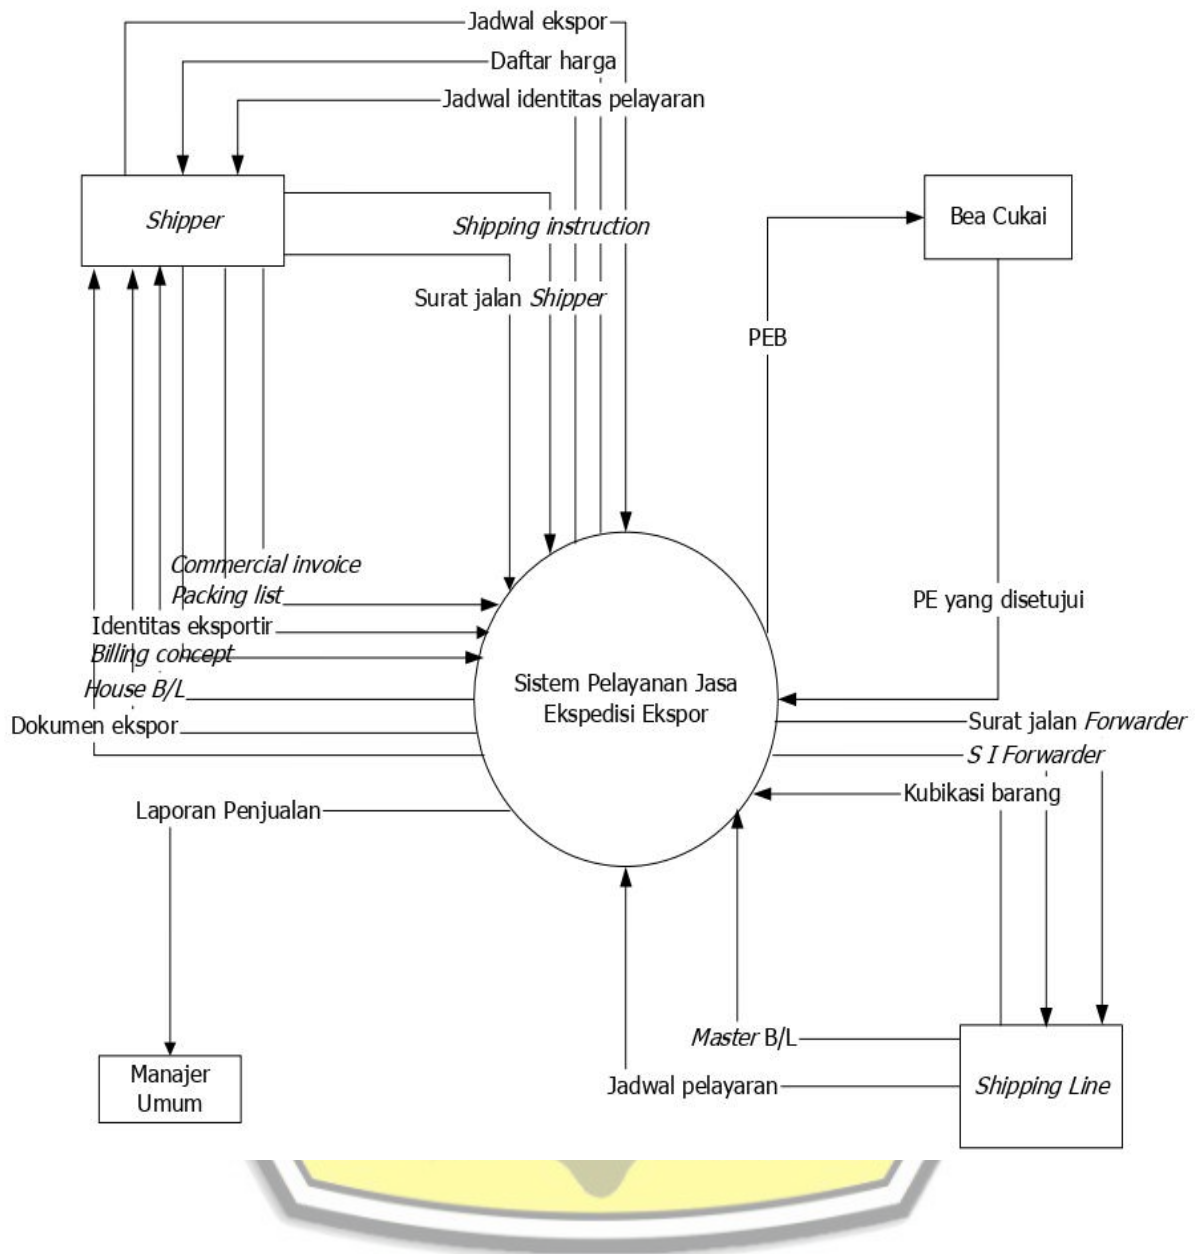 Jadwal ekspor
Daftar harga
Jadwal identitas pelayaran
Shipper
Bea Cukai
Shipping instruction
Surat jalan Shipper
PEB
Commercial invoice
Packing list
PE yang disetujui
Identitas eksportir
Billing concept
House B/L
Sistem Pelayanan Jasa
Ekspedisi Ekspor
Dokumen ekspor
Surat jalan Forwarder
S I Forwarder
Kubikasi barang
Laporan Penjualan
Master B/L
Jadwal pelayaran
Shipping Line
Manajer
Umum